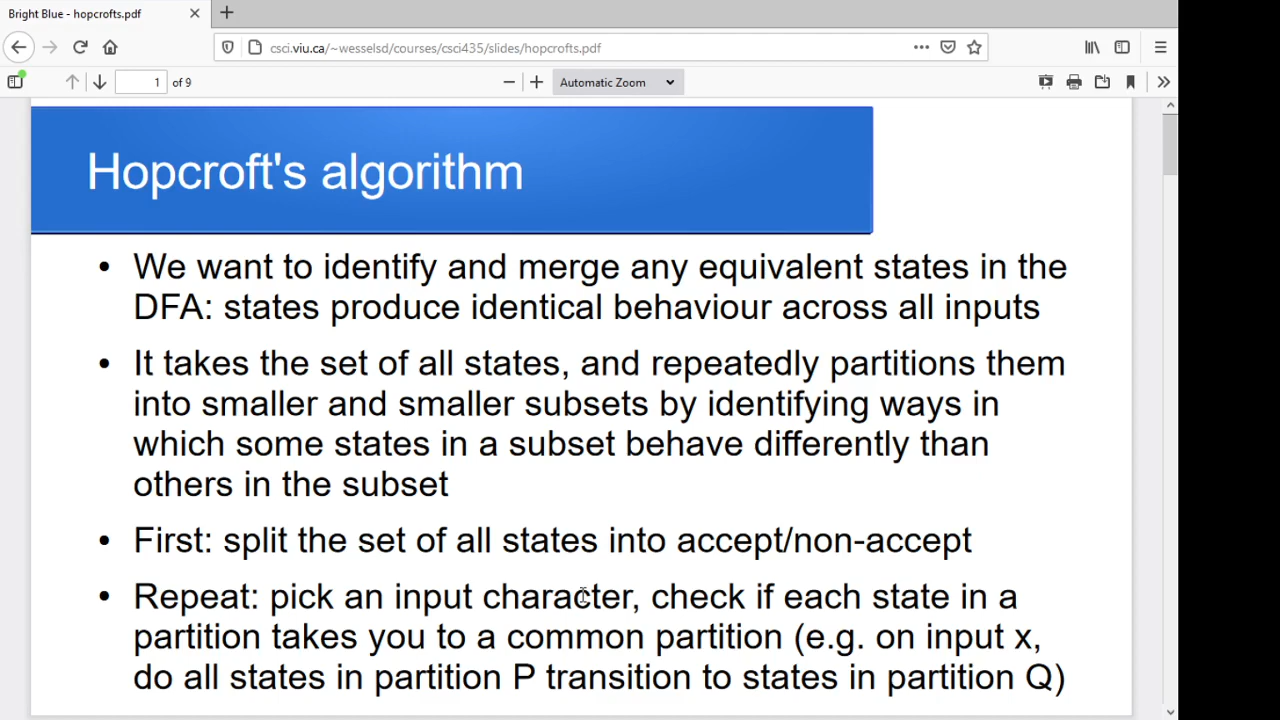 Bright Blue - hopcrofts.pdf
csci.viu.ca/~wesselsd/courses/csci435/slides/hopcrofts.pdf
1 of 9
Automatic Zoom
Hopcroft's algorithm
• We want to identify and merge any equivalent states in the
DFA: states produce identical behaviour across all inputs
• It takes the set of all states, and repeatedly partitions them
into smaller and smaller subsets by identifying ways in
which some states in a subset behave differently than
others in the subset
• First: split the set of all states into accept/non-accept
• Repeat: pick an input character, check if each state in a
partition takes you to a common partition (e.g. on input x,
do all states in partition P transition to states in partition Q)